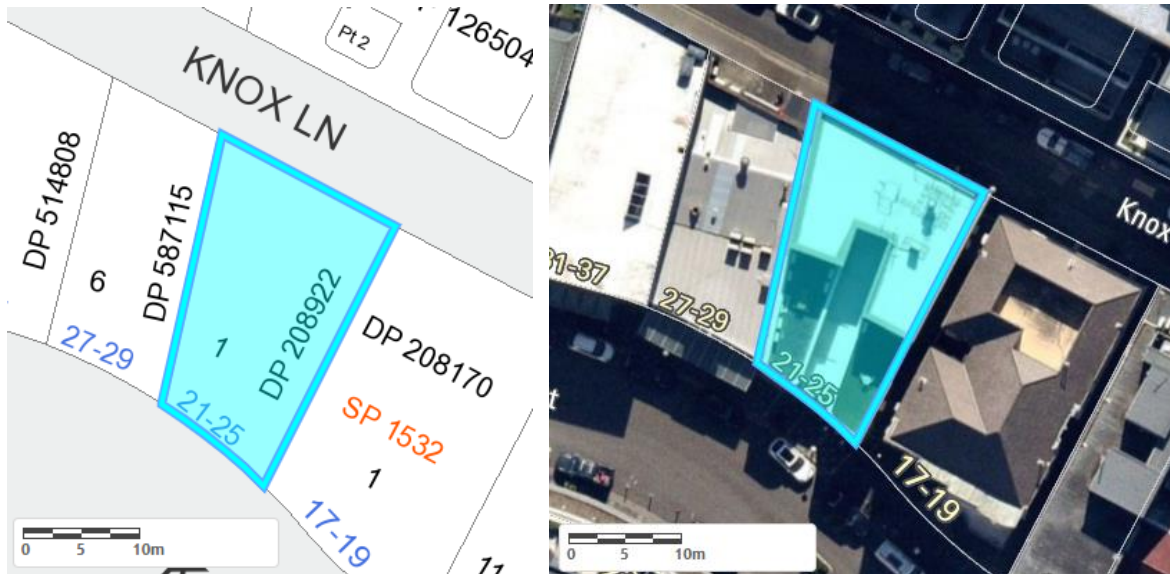 Pt 2
126504
KNOX LN
DP 514808
DP 587115
6
27-29
1
DP 208922
21-25
DP 208170
SP 1532
1
17-19
11
0 5 10m
Knox
31-37
27-29
21-25
17-19
0 5 10m